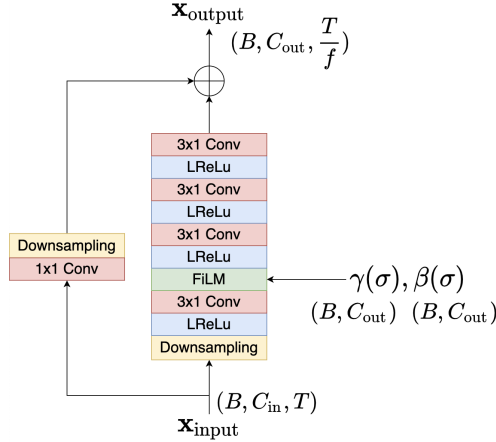 x_output
(B, C_out, T/f)
3x1 Conv
LReLu
3x1 Conv
LReLu
3x1 Conv
LReLu
FiLM
3x1 Conv
LReLu
Downsampling
Downsampling
1x1 Conv
γ(σ), β(σ)
(B, C_out) (B, C_out)
(B, C_in, T)
x_input